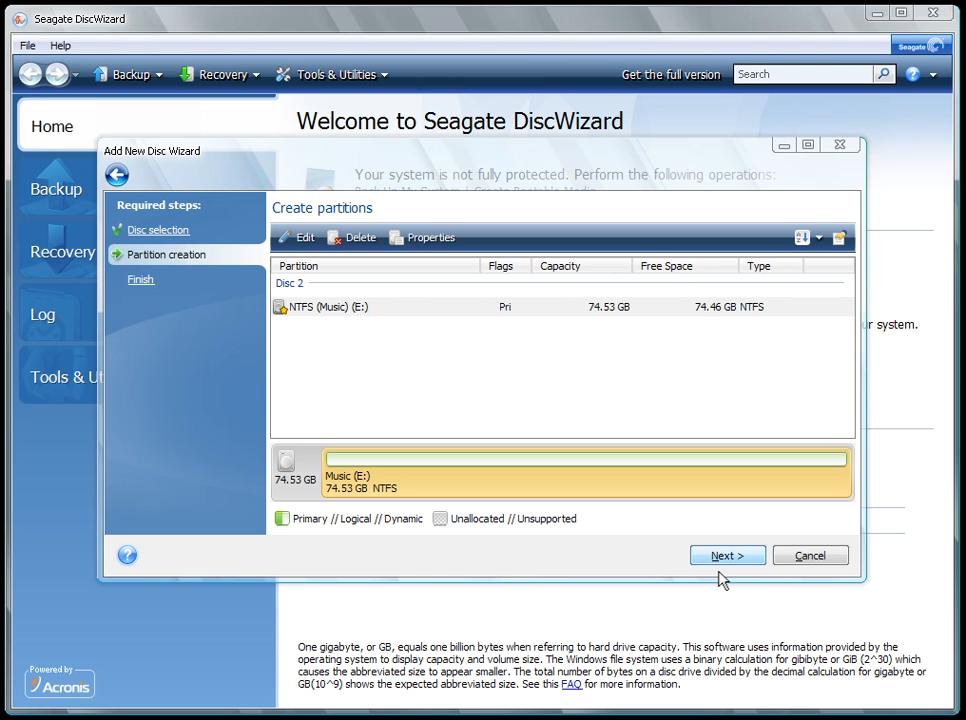 Seagate DiscWizard
File Help
Seagate
Backup Recovery Tools & Utilities Get the full version Search
Home
Welcome to Seagate DiscWizard
Add New Disc Wizard
Your system is not fully protected. Perform the following operations:
Back Up My System | Create Bootable Media
Backup
Recovery
Log
Tools & Ut
Required steps:
Disc selection
Partition creation
Finish
Create partitions
Edit Delete Properties
Partition Flags Capacity Free Space Type
Disc 2
NTFS (Music) (E:) Pri 74.53 GB 74.46 GB NTFS
ur system.
74.53 GB
Music (E:)
74.53 GB NTFS
Primary // Logical // Dynamic Unallocated // Unsupported
Next > Cancel
One gigabyte, or GB, equals one billion bytes when referring to hard drive capacity. This software uses information provided by the
operating system to display capacity and volume size. The Windows file system uses a binary calculation for gibibyte or GiB (2^30) which
causes the abbreviated size to appear smaller. The total number of bytes on a disc drive divided by the decimal calculation for gigabyte or
GB(10^9) shows the expected abbreviated size. See this FAQ for more information.
Powered by
Acronis